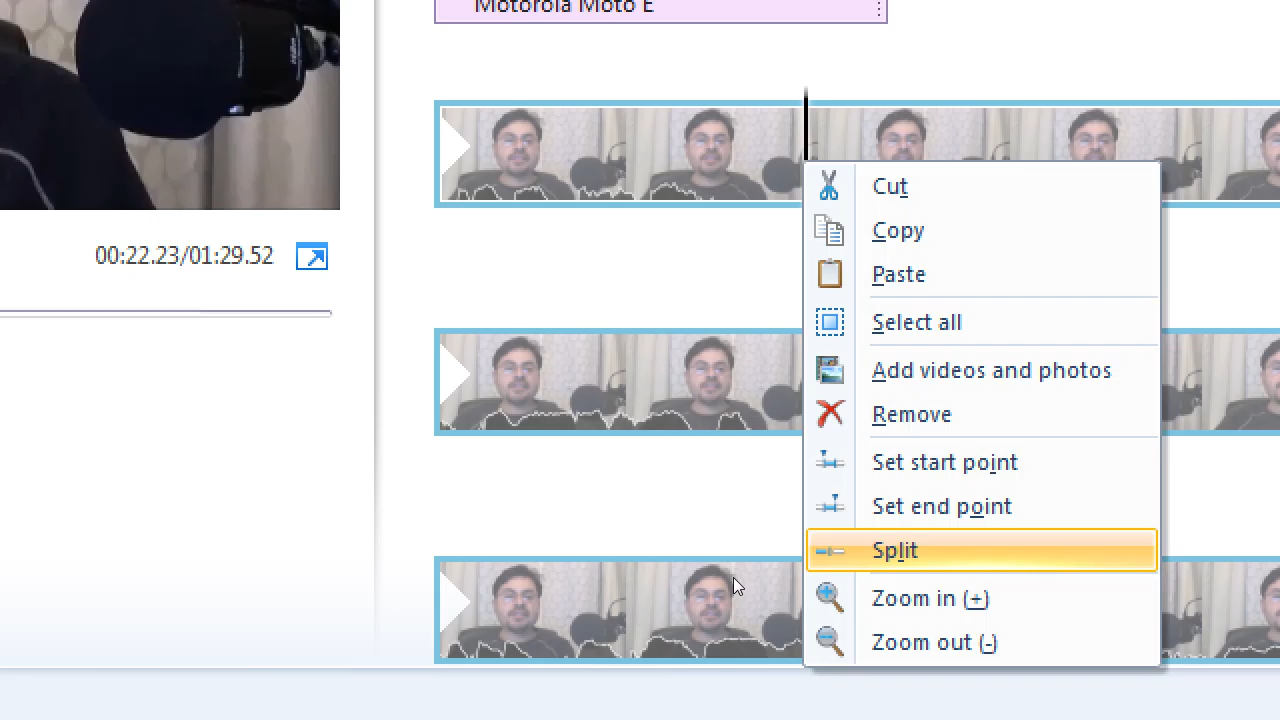 Motorola Moto E
00:22.23/01:29.52
Cut
Copy
Paste
Select all
Add videos and photos
Remove
Set start point
Set end point
Split
Zoom in (+)
Zoom out (-)